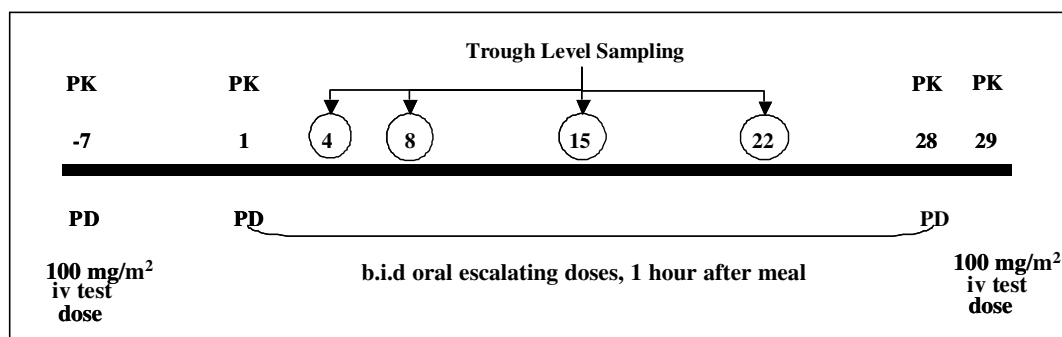 Trough Level Sampling
PK PK PK PK
-7 1 4 8 15 22 28 29
PD PD PD
100 mg/m²
iv test
dose
b.i.d oral escalating doses, 1 hour after meal
100 mg/m²
iv test
dose